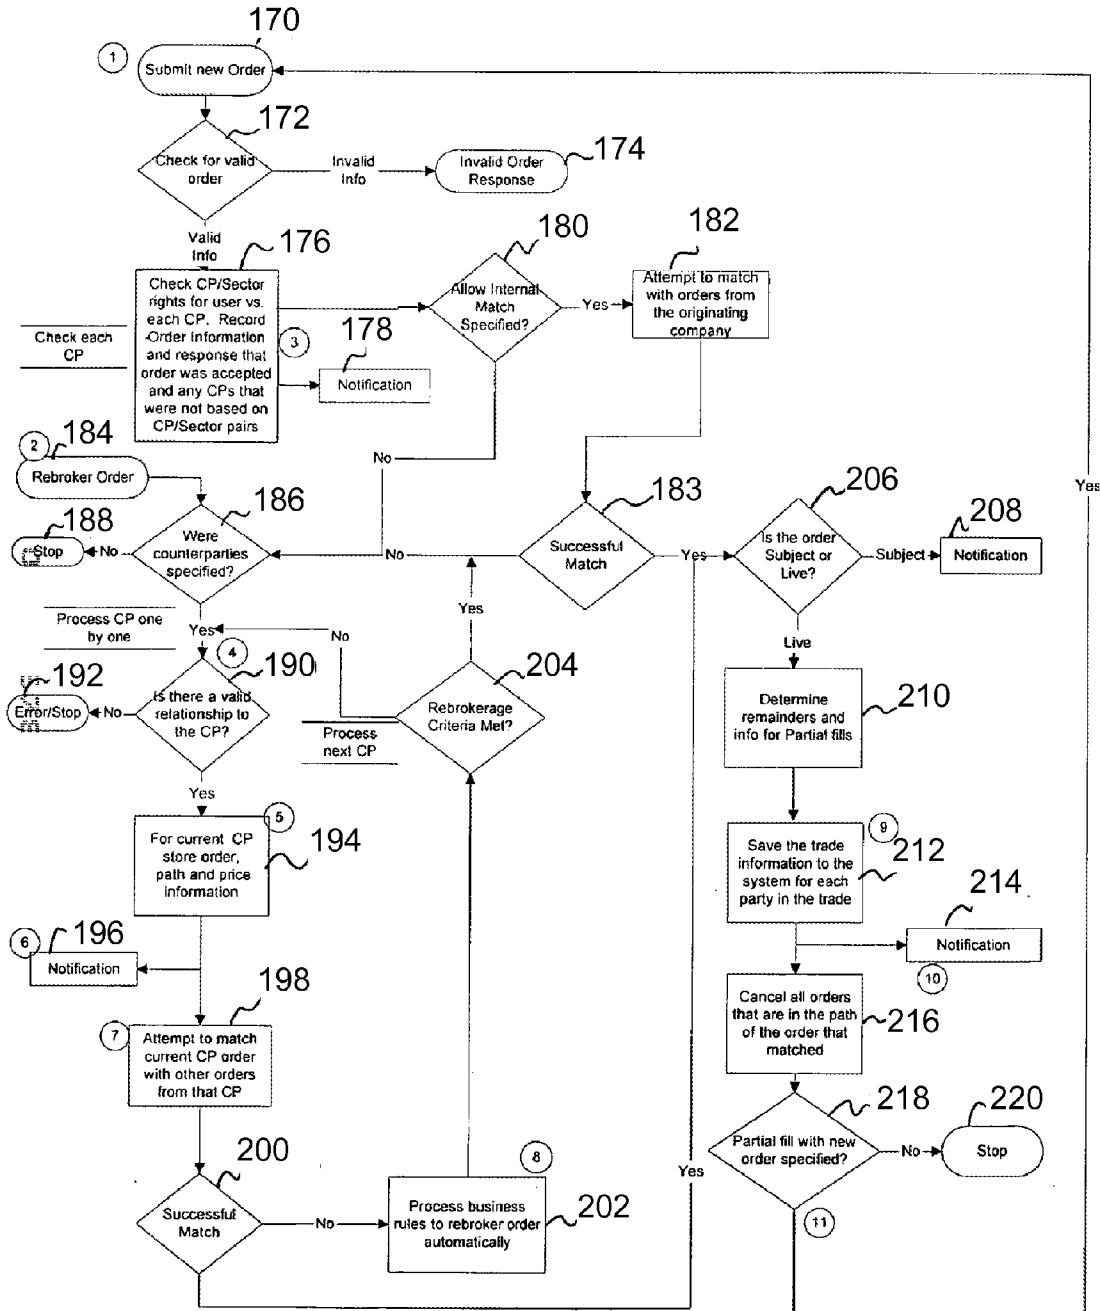 170
1
Submit new Order
172
Check for valid
order
Invalid
Info
Invalid Order
Response
174
Valid
Info
176
Check CP/Sector
rights for user vs.
each CP. Record
Order Information
and response that
order was accepted
and any CPs that
were not based on
CP/Sector pairs
3
Check each
CP
178
Notification
180
Allow Internal
Match
Specified?
Yes
182
Attempt to match
with orders from
the originating
company
No
2
184
Rebroker Order
186
Were
counterparties
specified?
188
Stop
No
No
183
Successful
Match
Yes
206
Is the order
Subject or
Live?
Subject
208
Notification
Yes
Process CP one
by one
Yes
No
Yes
4
190
Is there a valid
relationship to
the CP?
192
Error/Stop
No
204
Rebrokerage
Criteria Met?
Process
next CP
Live
210
Determine
remainders and
info for Partial fills
Yes
5
194
For current CP
store order,
path and price
information
9
212
Save the trade
information to the
system for each
party in the trade
6
196
Notification
214
Notification
10
198
7
Attempt to match
current CP order
with other orders
from that CP
216
Cancel all orders
that are in the path
of the order that
matched
218
Partial fill with new
order specified?
No
220
Stop
200
Successful
Match
No
8
202
Process business
rules to rebroker order
automatically
Yes
11